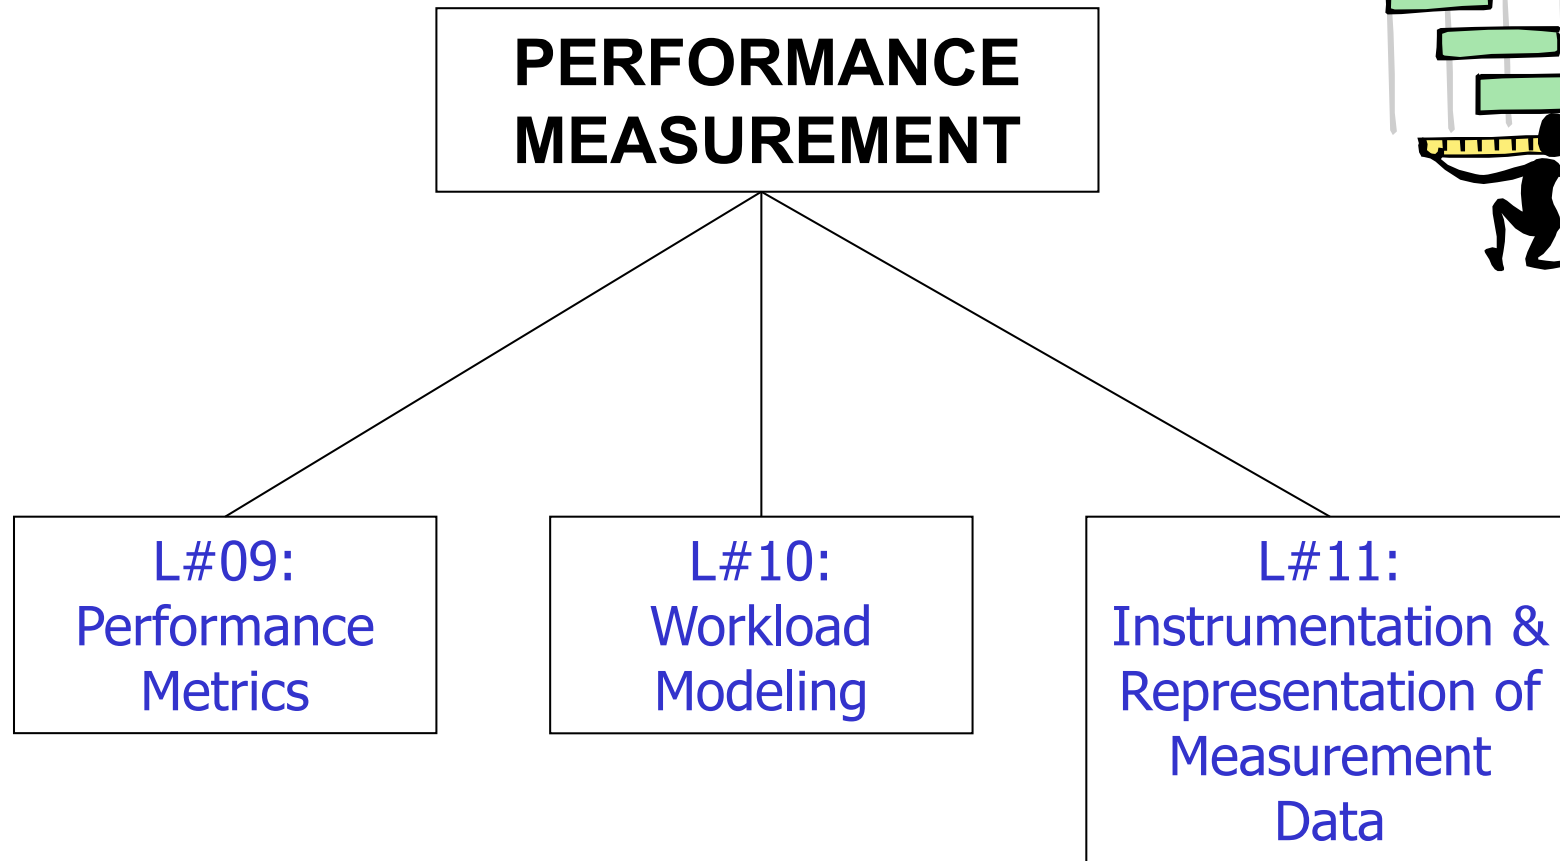 PERFORMANCE
MEASUREMENT
L#09:
Performance
Metrics
L#10:
Workload
Modeling
L#11:
Instrumentation &
Representation of
Measurement
Data